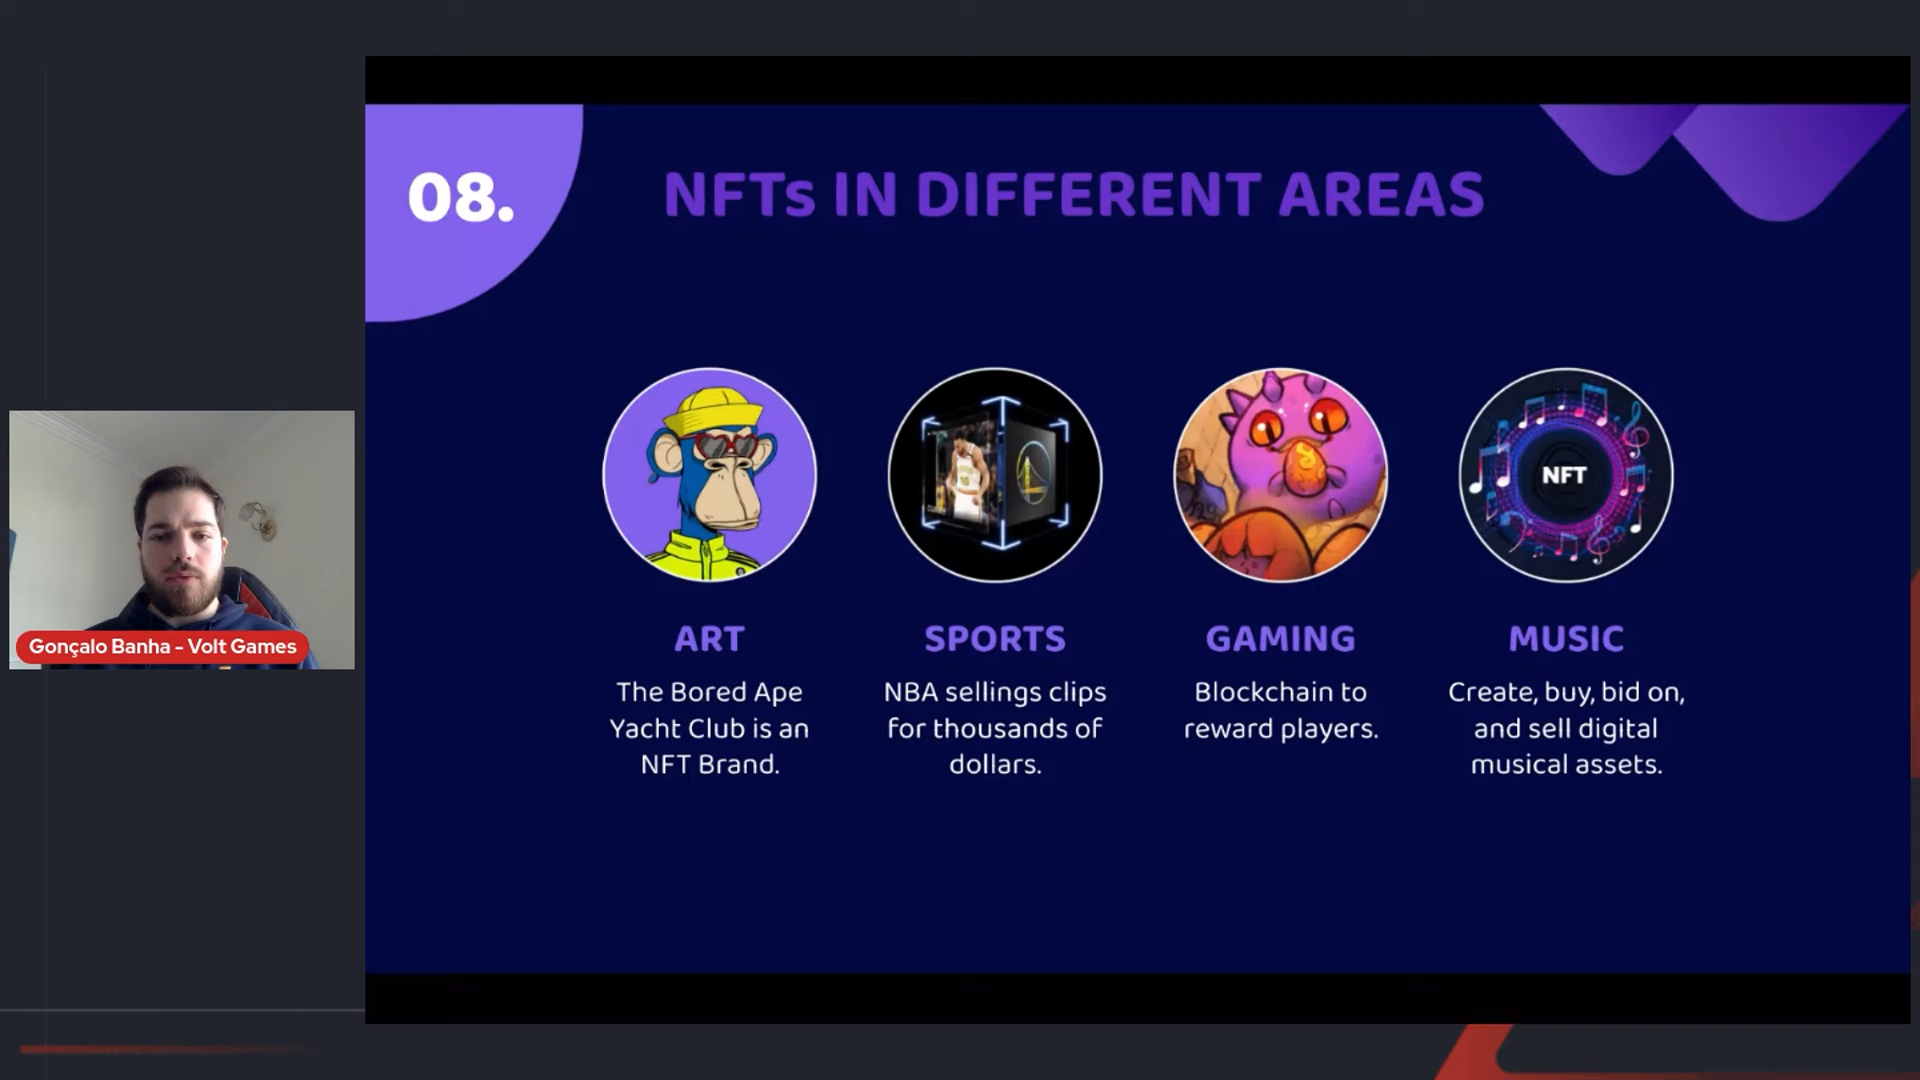 08.
NFTs IN DIFFERENT AREAS
NFT
ART
The Bored Ape
Yacht Club is an
NFT Brand.
SPORTS
NBA sellings clips
for thousands of
dollars.
GAMING
Blockchain to
reward players.
MUSIC
Create, buy, bid on,
and sell digital
musical assets.
Gonçalo Banha - Volt Games